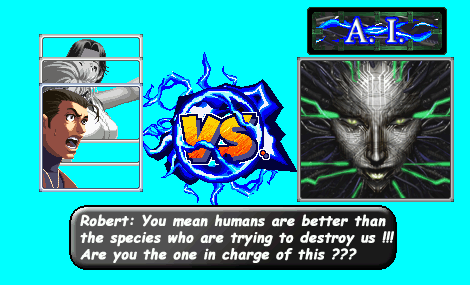 A. I.
VS.
Robert: You mean humans are better than
the species who are trying to destroy us !!!
Are you the one in charge of this ???